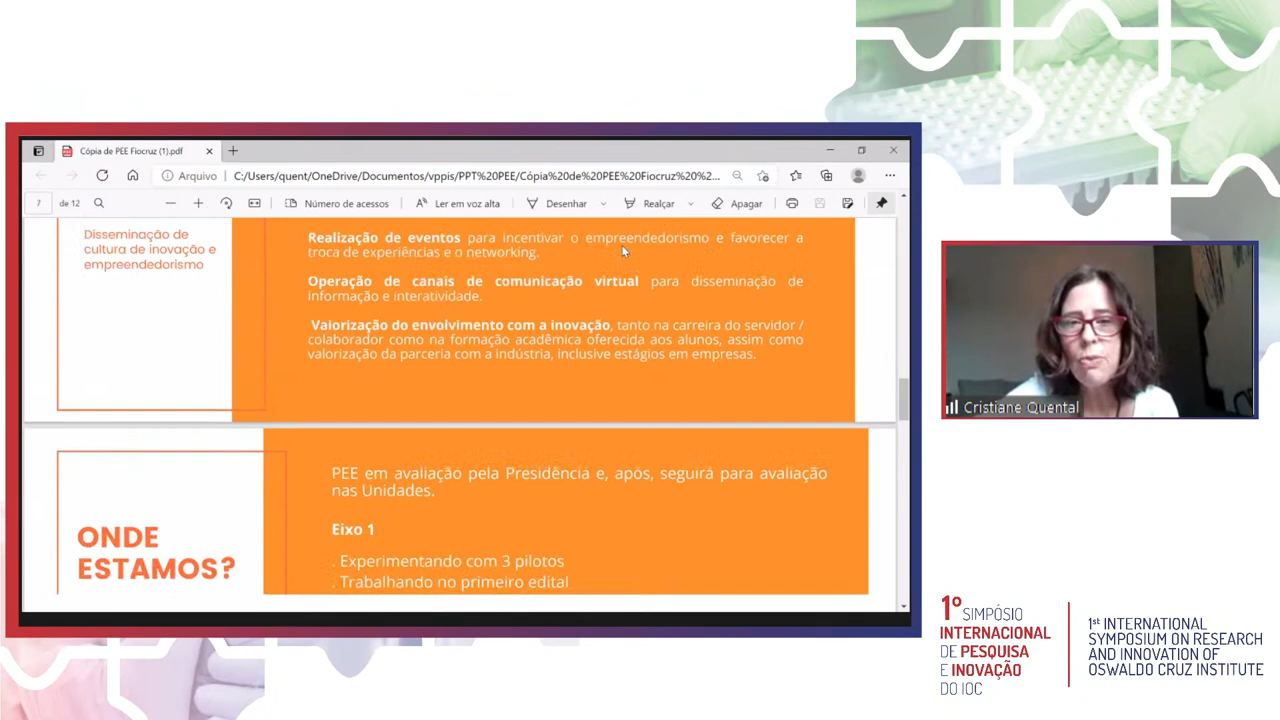 Cópia de PEE Fiocruz (1).pdf
Arquivo
C:/Users/quent/OneDrive/Documentos/vppis/PPT%20PEE/Cópia%20de%20PEE%20Fiocruz%20%2...
7
de 12
Número de acessos
Ler em voz alta
Desenhar
Realçar
Apagar
Disseminação de
cultura de inovação e
empreendedorismo
Realização de eventos para incentivar o empreendedorismo e favorecer a
troca de experiências e o networking.
Operação de canais de comunicação virtual para disseminação de
informação e interatividade.
Valorização do envolvimento com a inovação, tanto na carreira do servidor /
colaborador como na formação acadêmica oferecida aos alunos, assim como
valorização da parceria com a indústria, inclusive estágios em empresas.
ONDE
ESTAMOS?
PEE em avaliação pela Presidência e, após, seguirá para avaliação
nas Unidades.
Eixo 1
. Experimentando com 3 pilotos
. Trabalhando no primeiro edital
Cristiane Quental
1º SIMPÓSIO
INTERNACIONAL
DE PESQUISA
E INOVAÇÃO
DO IOC
1st INTERNATIONAL
SYMPOSIUM ON RESEARCH
AND INNOVATION OF
OSWALDO CRUZ INSTITUTE